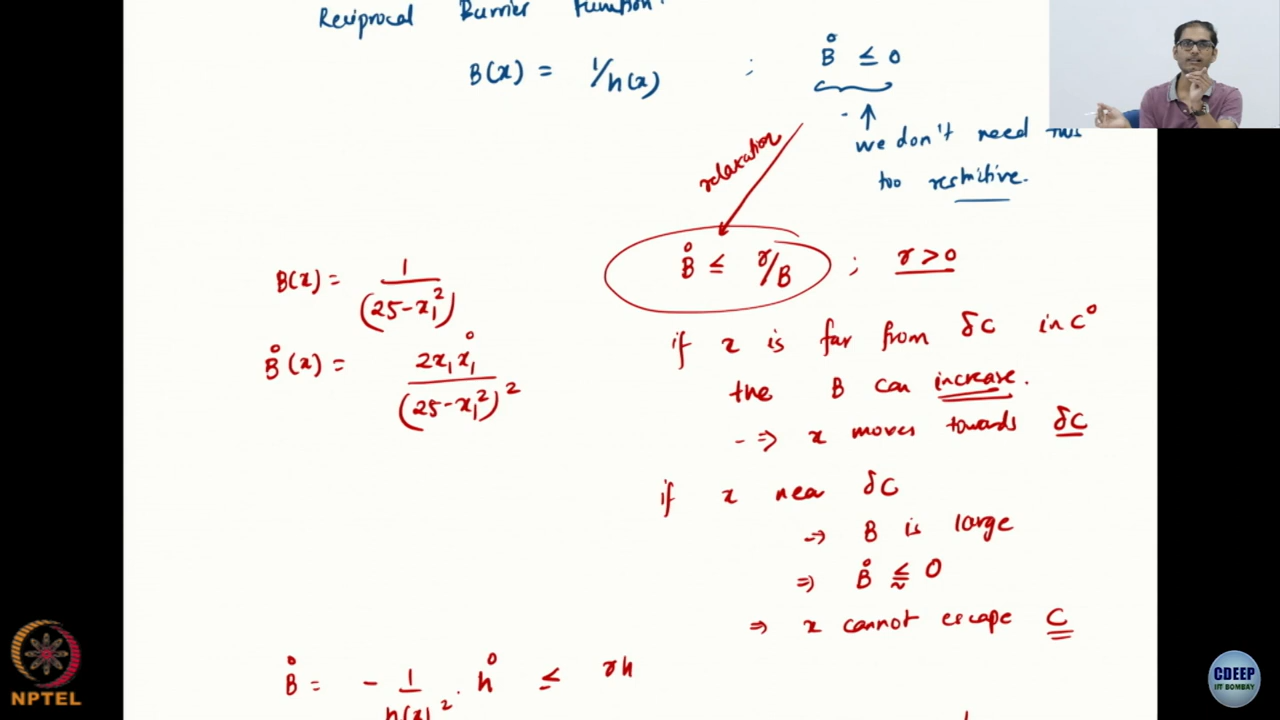 Reciprocal Barrier Function:
B(x) = 1/h(x) ; Ḃ ≤ 0
we don't need this
too restrictive.
relaxation
Ḃ ≤ γ/B ; γ > 0
B(x) = 1/(25-x₁²)
Ḃ(x) = 2x₁ẋ₁/(25-x₁²)²
if x is far from δC in C°
the B can increase.
-⇒ x moves towards δC
if x near δC
→ B is large
⇒ Ḃ ≲ 0
⇒ x cannot escape C
Ḃ = - 1/h(x)² · ḣ ≤ γh
NPTEL
CDEEP
IIT BOMBAY